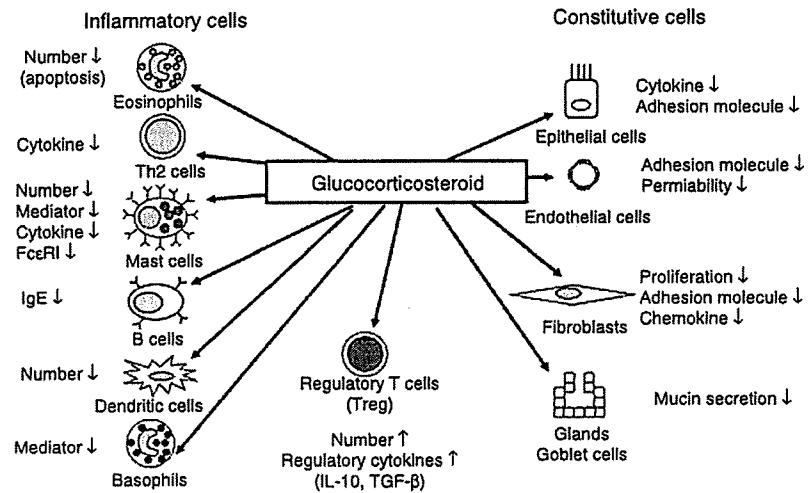 Inflammatory cells
Number ↓
(apoptosis)
Eosinophils
Cytokine ↓
Th2 cells
Number ↓
Mediator ↓
Cytokine ↓
FcεRI ↓
Mast cells
IgE ↓
B cells
Number ↓
Dendritic cells
Mediator ↓
Basophils
Glucocorticosteroid
Regulatory T cells
(Treg)
Number ↑
Regulatory cytokines ↑
(IL-10, TGF-β)
Constitutive cells
Cytokine ↓
Adhesion molecule ↓
Epithelial cells
Adhesion molecule ↓
Permiability ↓
Endothelial cells
Proliferation ↓
Adhesion molecule ↓
Chemokine ↓
Fibroblasts
Mucin secretion ↓
Glands
Goblet cells